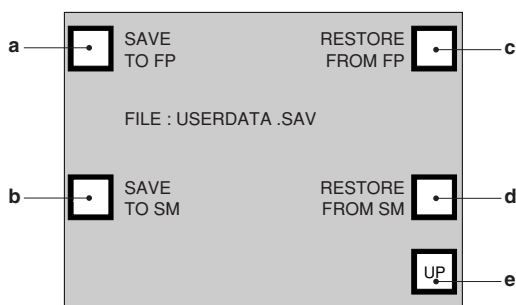 a
SAVE
TO FP
RESTORE
FROM FP
c
FILE : USERDATA .SAV
b
SAVE
TO SM
RESTORE
FROM SM
d
UP
e